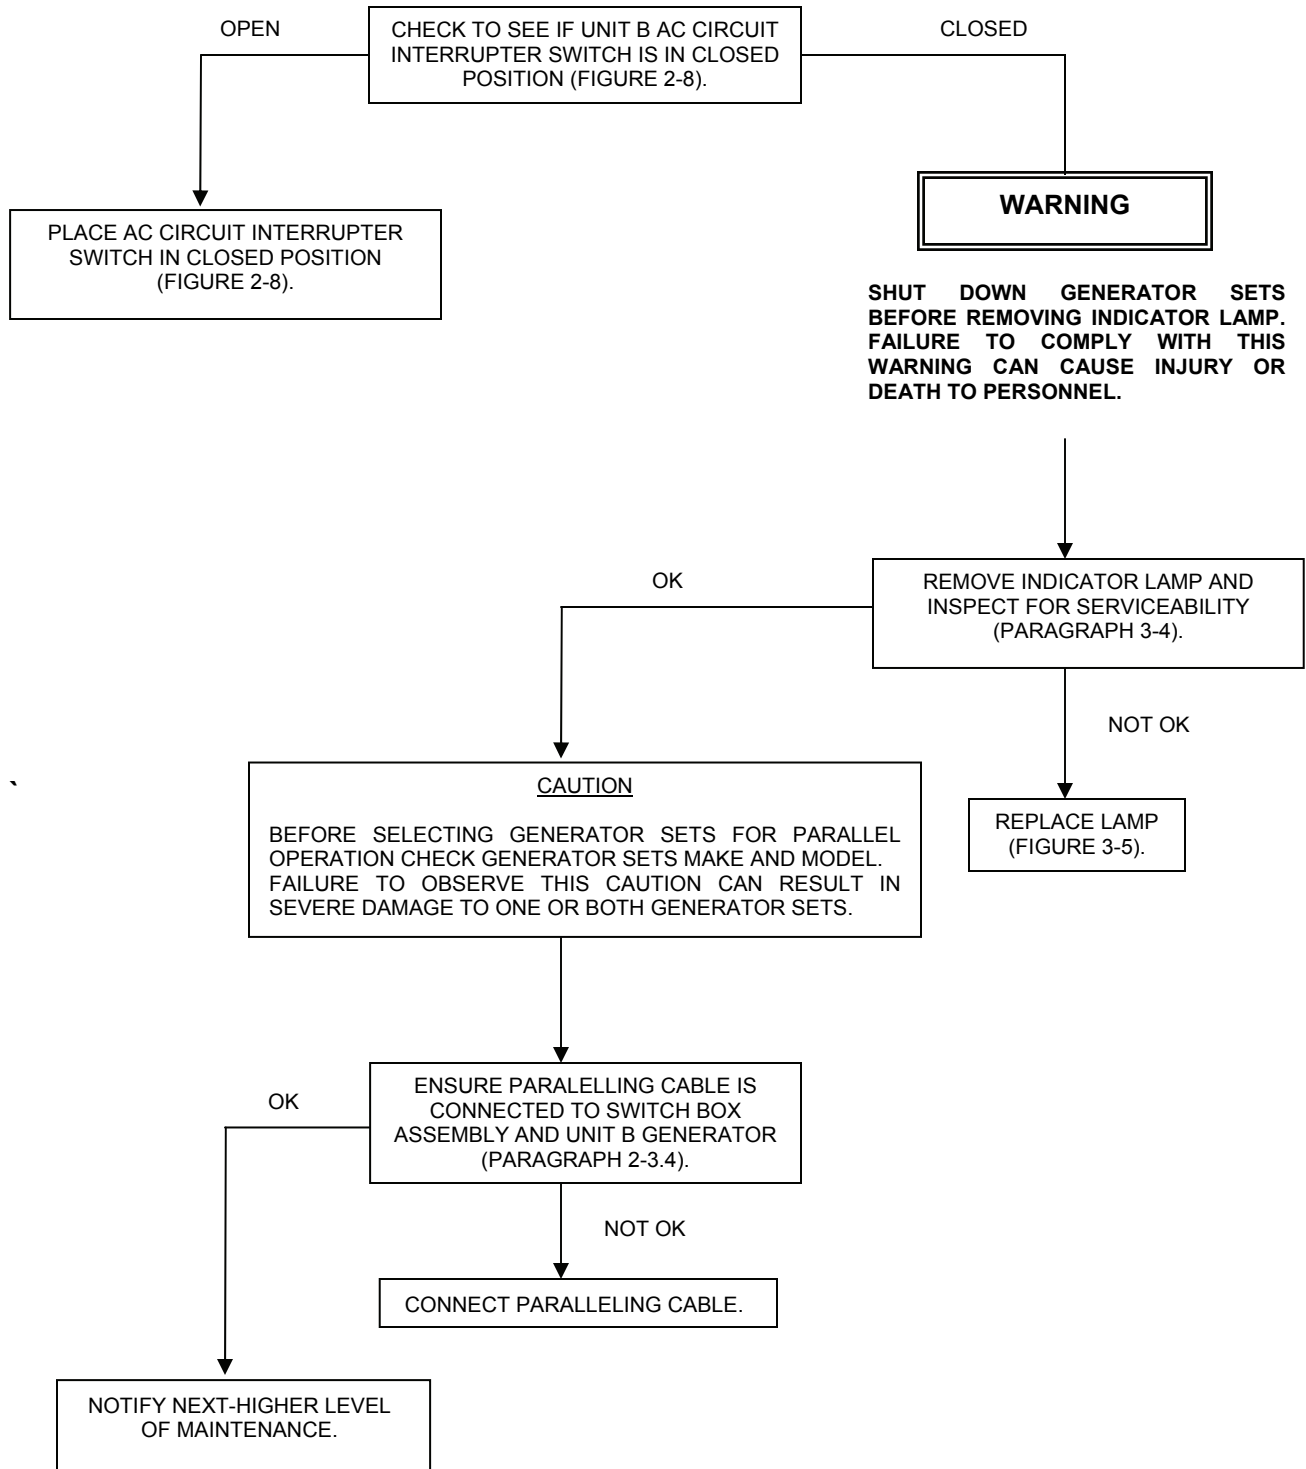 OPEN
CHECK TO SEE IF UNIT B AC CIRCUIT
INTERRUPTER SWITCH IS IN CLOSED
POSITION (FIGURE 2-8).
CLOSED
PLACE AC CIRCUIT INTERRUPTER
SWITCH IN CLOSED POSITION
(FIGURE 2-8).
WARNING
SHUT DOWN GENERATOR SETS
BEFORE REMOVING INDICATOR LAMP.
FAILURE TO COMPLY WITH THIS
WARNING CAN CAUSE INJURY OR
DEATH TO PERSONNEL.
OK
REMOVE INDICATOR LAMP AND
INSPECT FOR SERVICEABILITY
(PARAGRAPH 3-4).
NOT OK
REPLACE LAMP
(FIGURE 3-5).
`
CAUTION
BEFORE SELECTING GENERATOR SETS FOR PARALLEL
OPERATION CHECK GENERATOR SETS MAKE AND MODEL.
FAILURE TO OBSERVE THIS CAUTION CAN RESULT IN
SEVERE DAMAGE TO ONE OR BOTH GENERATOR SETS.
OK
ENSURE PARALELLING CABLE IS
CONNECTED TO SWITCH BOX
ASSEMBLY AND UNIT B GENERATOR
(PARAGRAPH 2-3.4).
NOT OK
CONNECT PARALLELING CABLE.
NOTIFY NEXT-HIGHER LEVEL
OF MAINTENANCE.